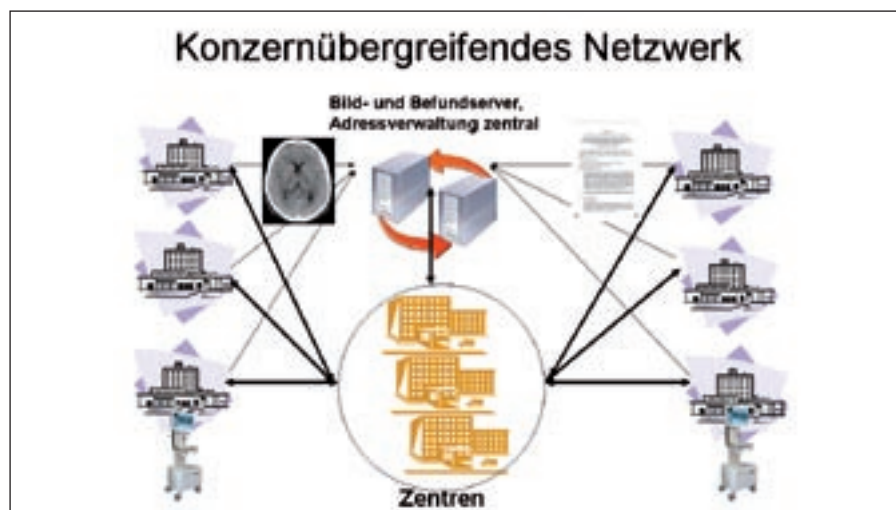 Konzernübergreifendes Netzwerk
Bild- und Befundserver,
Adressverwaltung zentral
Zentren